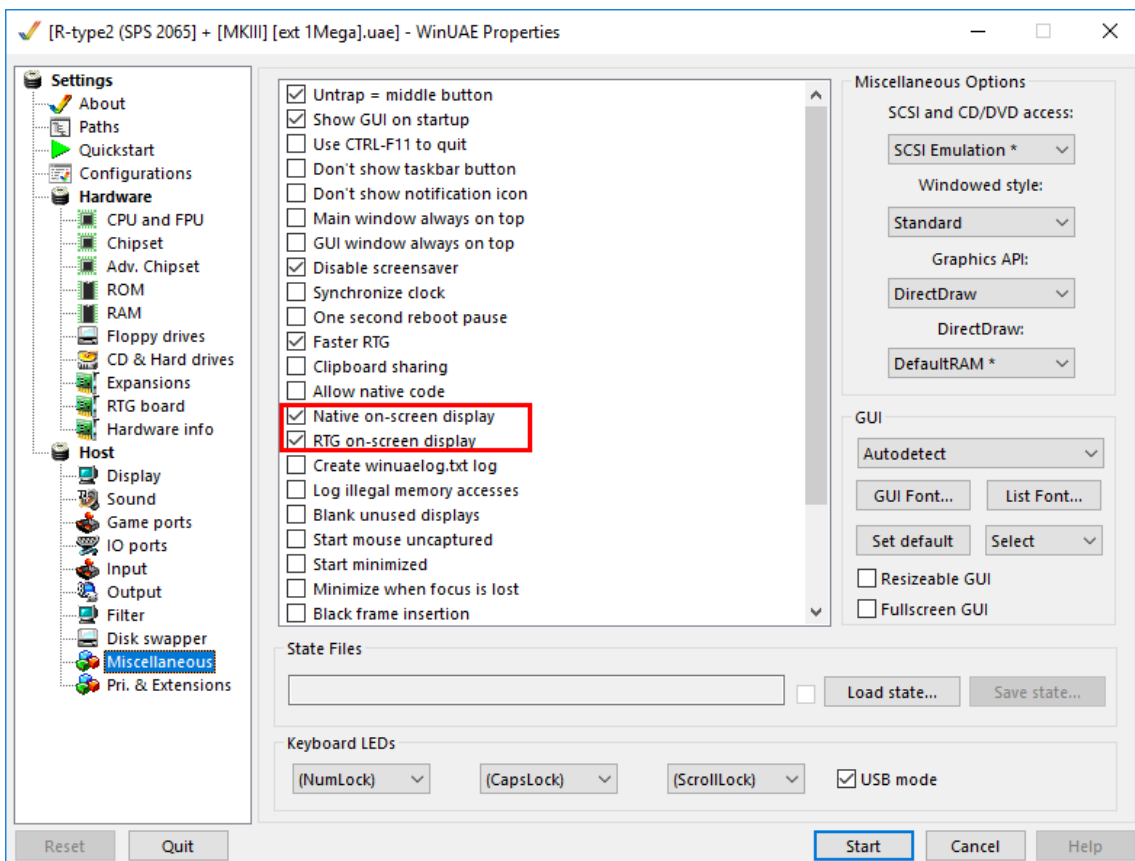 [R-type2 (SPS 2065] + [MKIII] [ext 1Mega].uae] - WinUAE Properties
Settings
About
Paths
Quickstart
Configurations
Hardware
CPU and FPU
Chipset
Adv. Chipset
ROM
RAM
Floppy drives
CD & Hard drives
Expansions
RTG board
Hardware info
Host
Display
Sound
Game ports
IO ports
Input
Output
Filter
Disk swapper
Miscellaneous
Pri. & Extensions
Untrap = middle button
Show GUI on startup
Use CTRL-F11 to quit
Don't show taskbar button
Don't show notification icon
Main window always on top
GUI window always on top
Disable screensaver
Synchronize clock
One second reboot pause
Faster RTG
Clipboard sharing
Allow native code
Native on-screen display
RTG on-screen display
Create winuaelog.txt log
Log illegal memory accesses
Blank unused displays
Start mouse uncaptured
Start minimized
Minimize when focus is lost
Black frame insertion
Miscellaneous Options
SCSI and CD/DVD access:
SCSI Emulation *
Windowed style:
Standard
Graphics API:
DirectDraw
DirectDraw:
DefaultRAM *
GUI
Autodetect
GUI Font... List Font...
Set default Select
Resizeable GUI
Fullscreen GUI
State Files
Load state... Save state...
Keyboard LEDs
(NumLock) (CapsLock) (ScrollLock) USB mode
Reset Quit Start Cancel Help